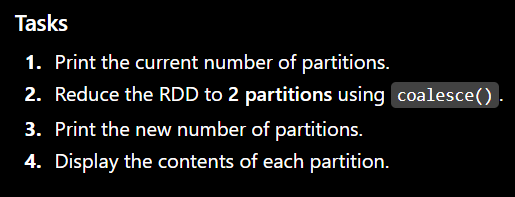 Tasks
1. Print the current number of partitions.
2. Reduce the RDD to 2 partitions using coalesce().
3. Print the new number of partitions.
4. Display the contents of each partition.